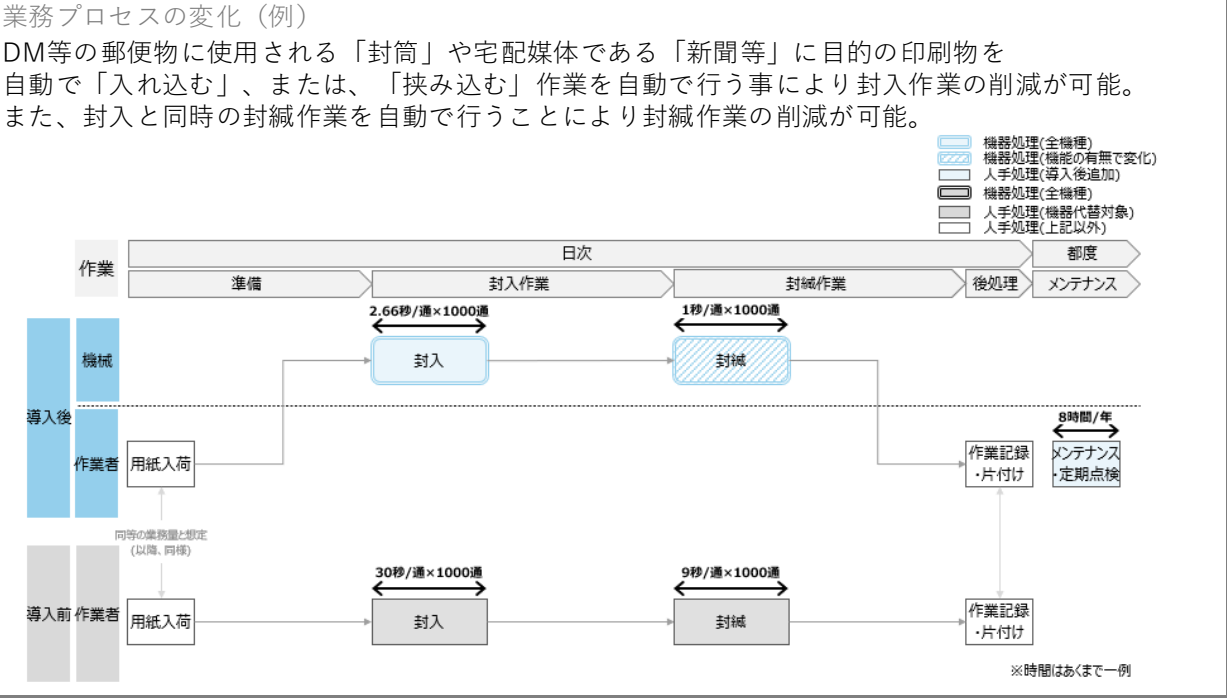 業務プロセスの変化（例）
DM等の郵便物に使用される「封筒」や宅配媒体である「新聞等」に目的の印刷物を
自動で「入れ込む」、または、「挟み込む」作業を自動で行う事により封入作業の削減が可能。
また、封入と同時の封緘作業を自動で行うことにより封緘作業の削減が可能。
機器処理(全機種)
機器処理(機能の有無で変化)
人手処理(導入後追加)
機器処理(全機種)
人手処理(機器代替対象)
人手処理(上記以外)
作業
日次
都度
準備
封入作業
封緘作業
後処理
メンテナンス
2.66秒/通×1000通
1秒/通×1000通
導入後
機械
封入
封緘
8時間/年
作業者
用紙入荷
作業記録
・片付け
メンテナンス
・定期点検
同等の業務量と想定
(以降、同様)
30秒/通×1000通
9秒/通×1000通
導入前
作業者
用紙入荷
封入
封緘
作業記録
・片付け
※時間はあくまで一例